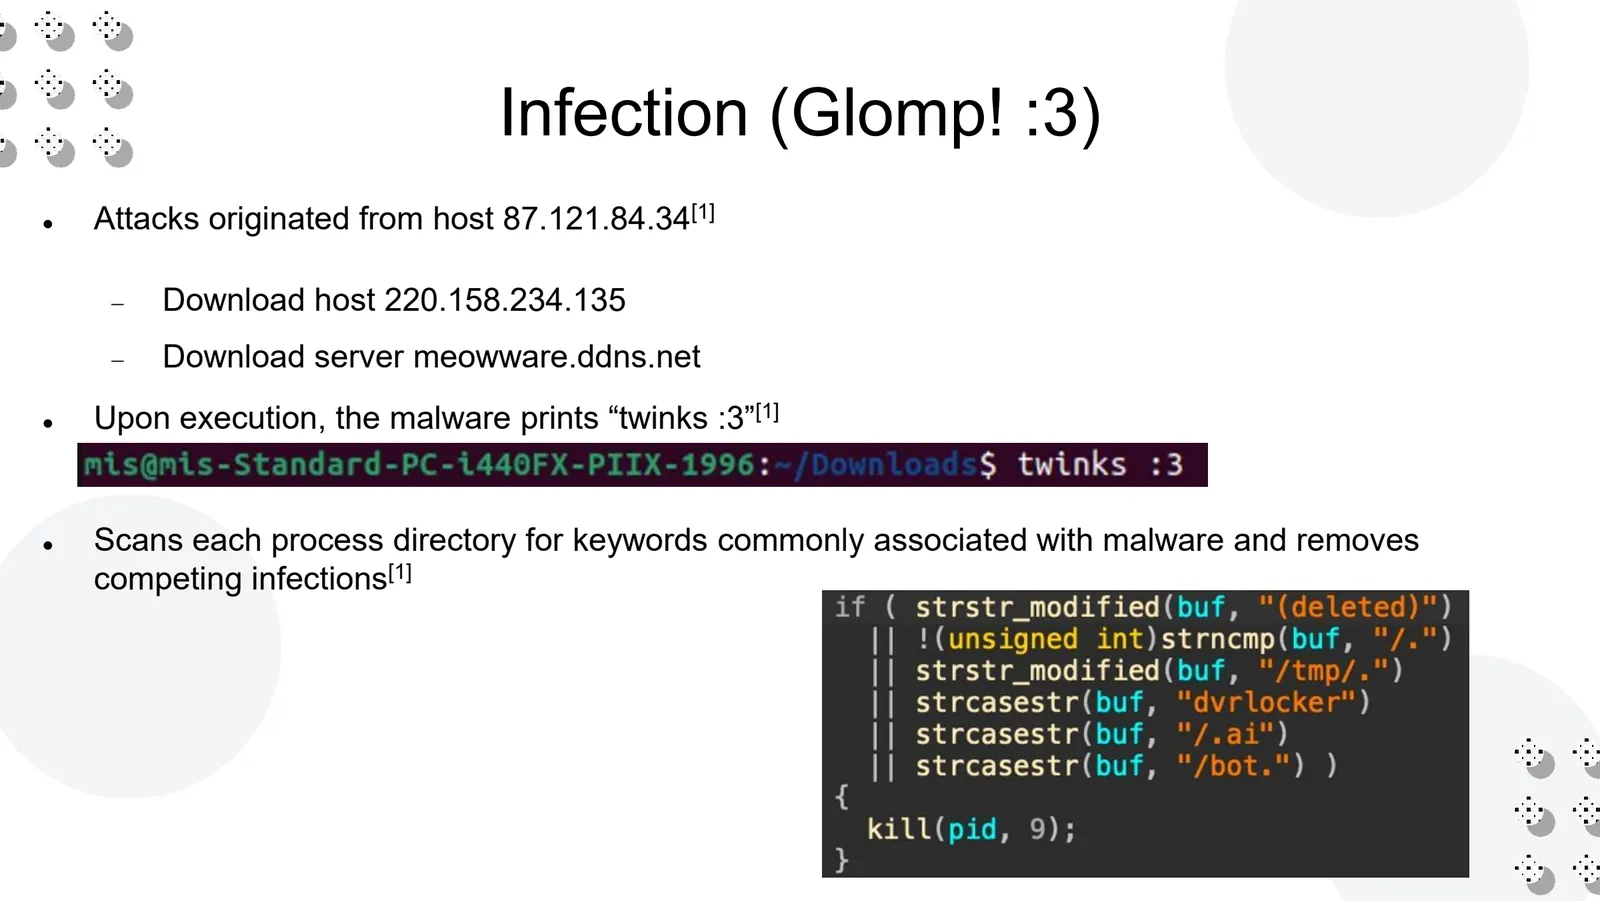 Infection (Glomp! :3)
Attacks originated from host 87.121.84.34[1]
Download host 220.158.234.135
Download server meowware.ddns.net
Upon execution, the malware prints “twinks :3”[1]
mis@mis-Standard-PC-i440FX-PIIX-1996:~/Downloads$ twinks :3
Scans each process directory for keywords commonly associated with malware and removes
competing infections[1]
if ( strstr_modified(buf, "(deleted)")
|| !(unsigned int)strncmp(buf, "/.")
|| strstr_modified(buf, "/tmp/.")
|| strcasestr(buf, "dvrlocker")
|| strcasestr(buf, "/.ai")
|| strcasestr(buf, "/bot.") )
{
kill(pid, 9);
}